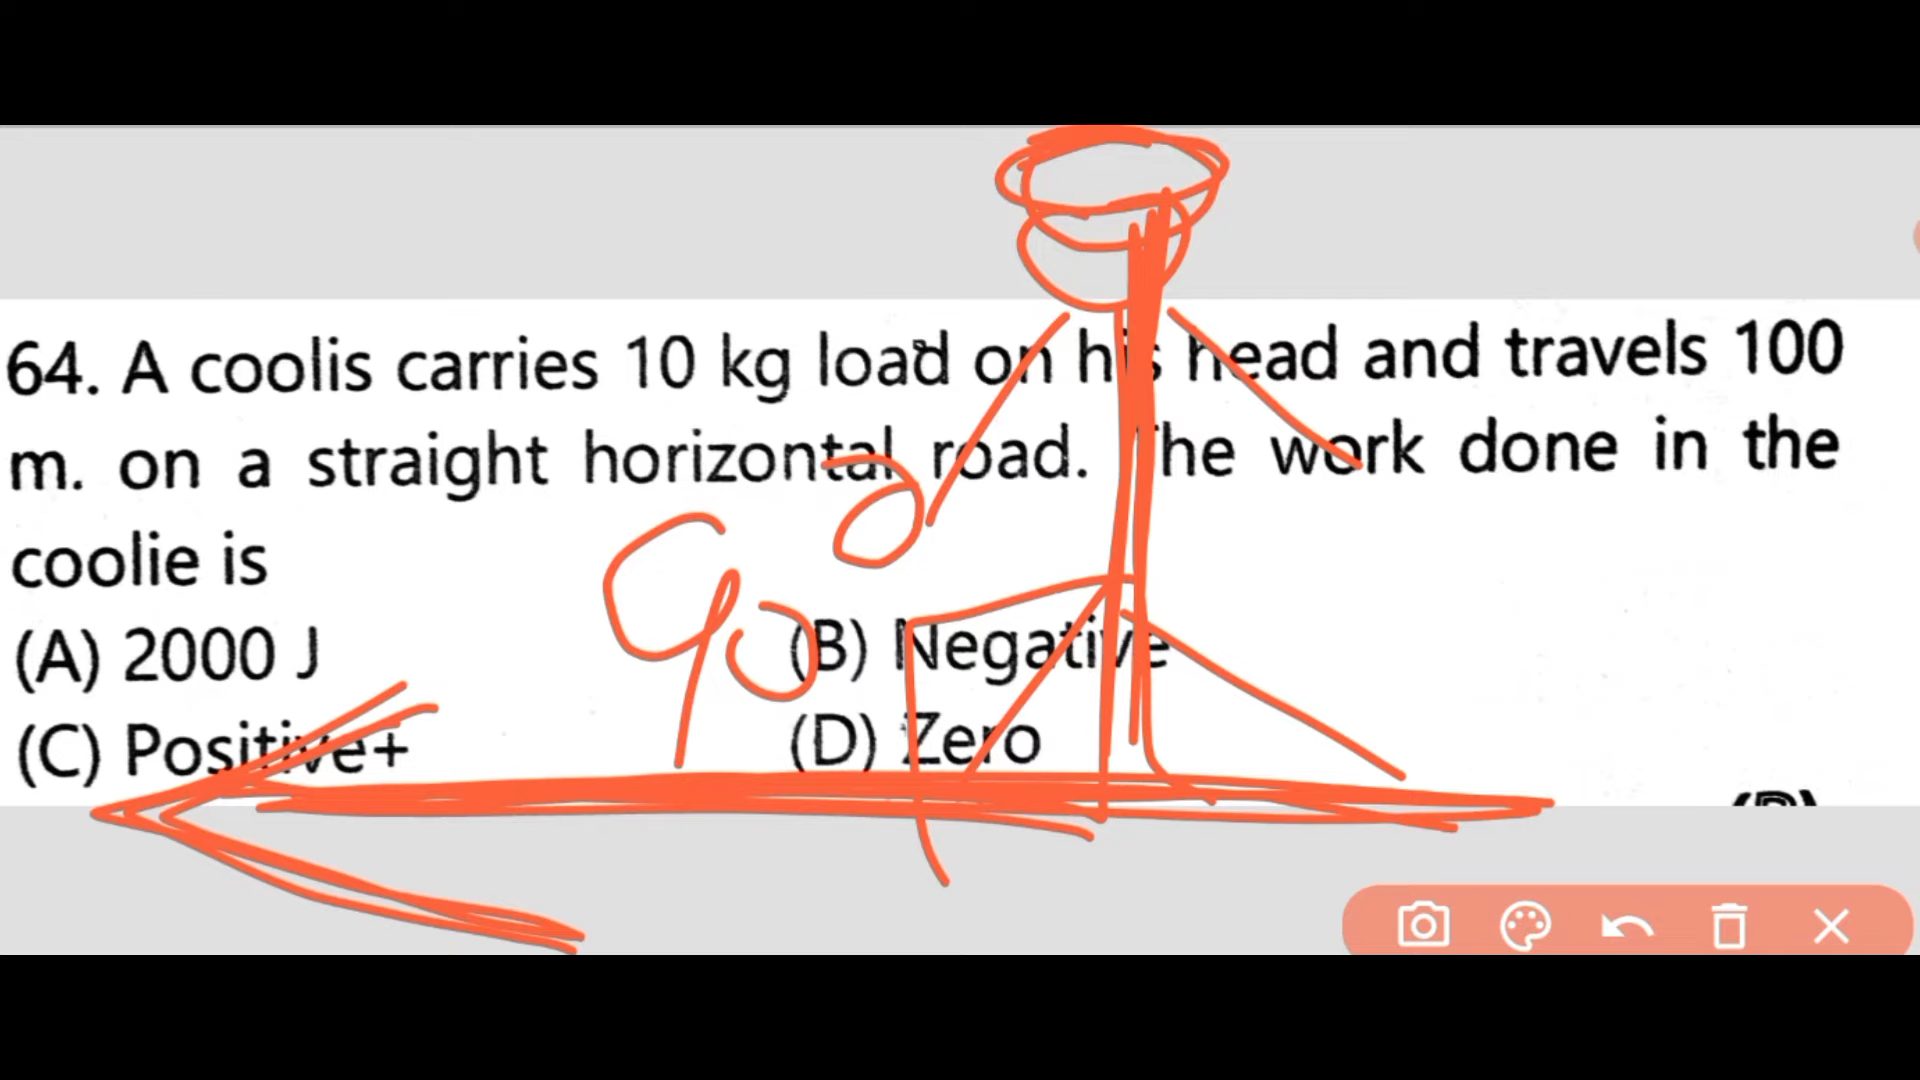 64. A coolis carries 10 kg load on his head and travels 100
m. on a straight horizontal road. The work done in the
coolie is
90°
(A) 2000 J (B) Negative
(C) Positive+ (D) Zero